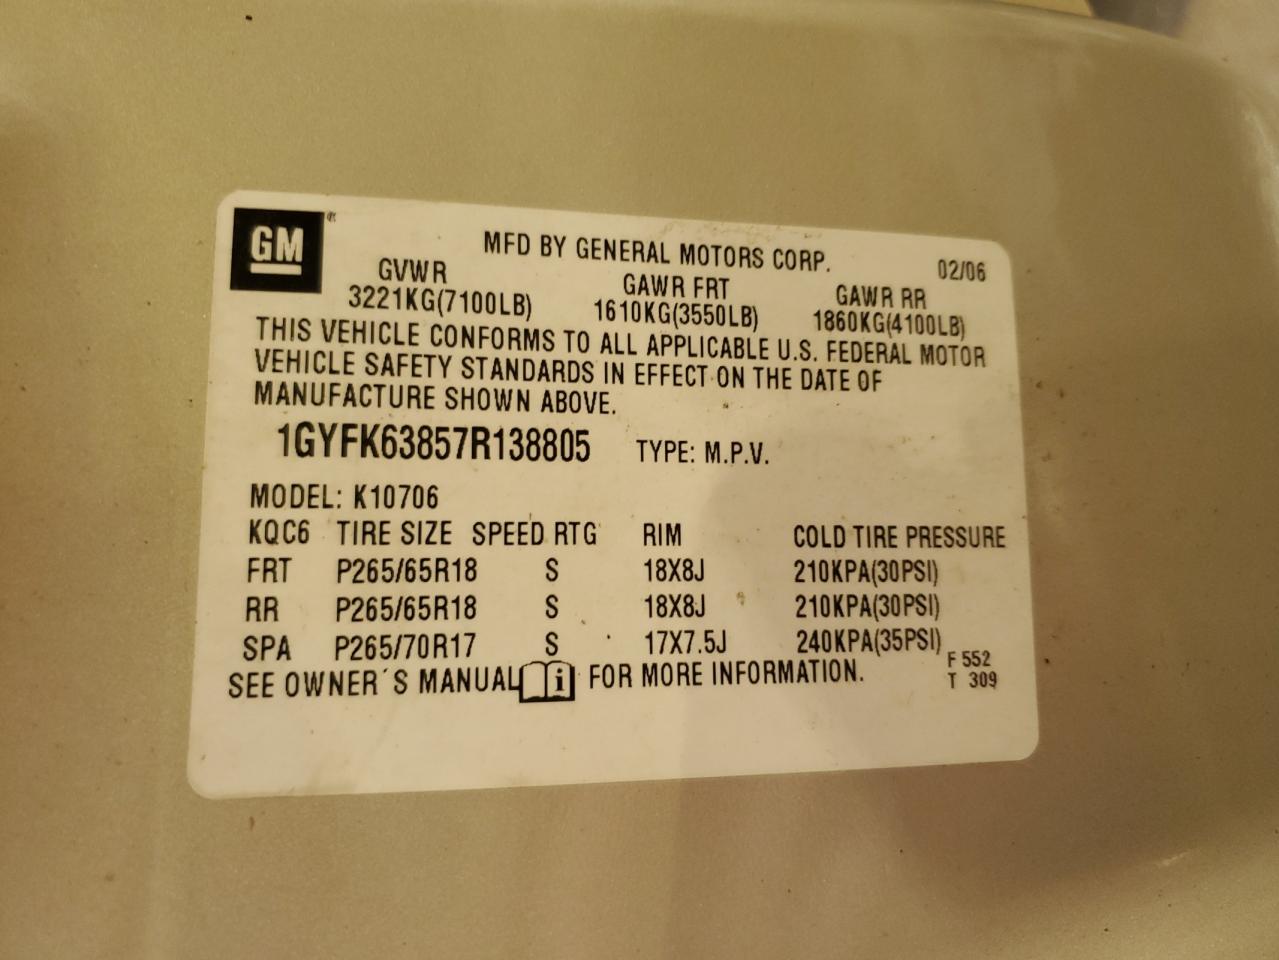 GM
MFD BY GENERAL MOTORS CORP. 02/06
GVWR GAWR FRT GAWR RR
3221KG(7100LB) 1610KG(3550LB) 1860KG(4100LB)
THIS VEHICLE CONFORMS TO ALL APPLICABLE U.S. FEDERAL MOTOR
VEHICLE SAFETY STANDARDS IN EFFECT ON THE DATE OF
MANUFACTURE SHOWN ABOVE.
1GYFK63857R138805 TYPE: M.P.V.
MODEL: K10706
KQC6 TIRE SIZE SPEED RTG RIM COLD TIRE PRESSURE
FRT P265/65R18 S 18X8J 210KPA(30PSI)
RR P265/65R18 S 18X8J 210KPA(30PSI)
SPA P265/70R17 S 17X7.5J 240KPA(35PSI)
SEE OWNER'S MANUAL i FOR MORE INFORMATION.
F 552
T 309